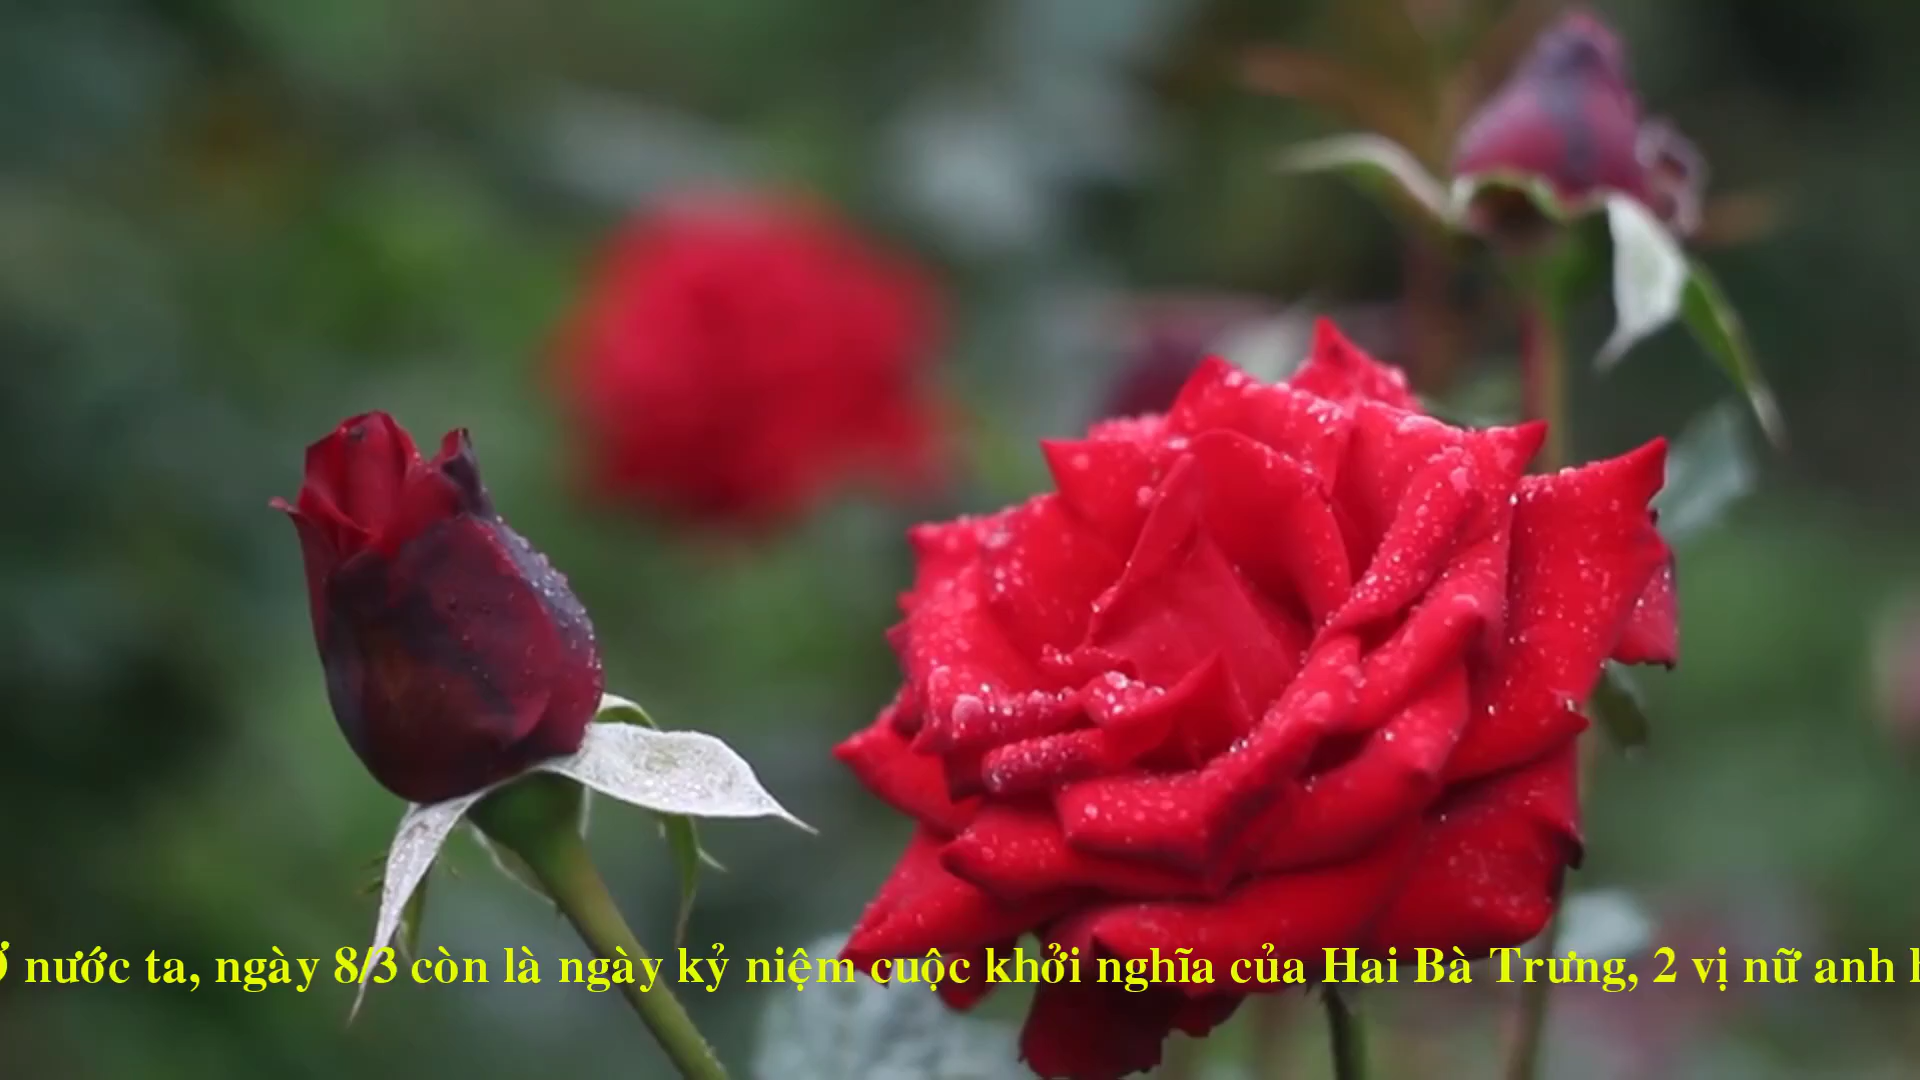 nước ta, ngày 8/3 còn là ngày kỷ niệm cuộc khởi nghĩa của Hai Bà Trưng, 2 vị nữ anh